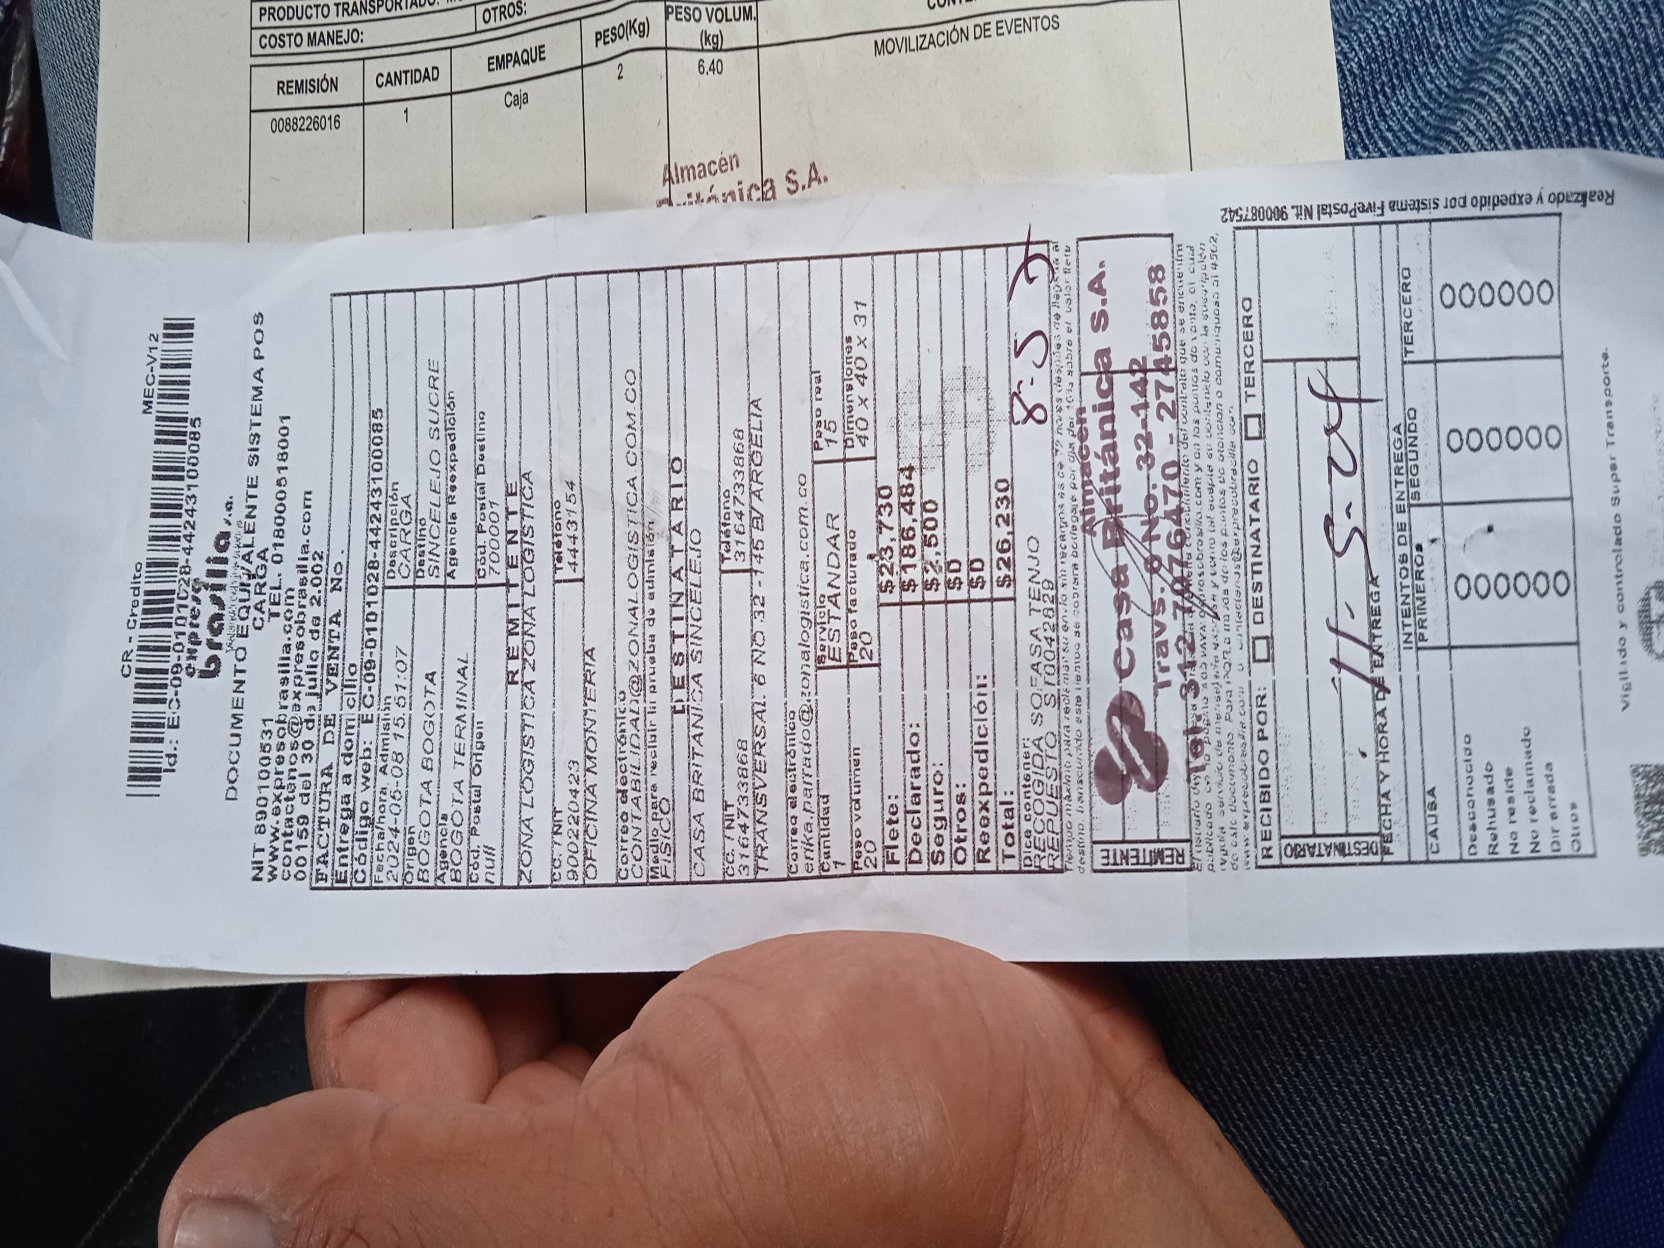 PRODUCTO TRANSPORTADO:
COSTO MANEJO:
OTROS:
PESO(Kg)
PESO VOLUM. (kg)
REMISIÓN CANTIDAD EMPAQUE
0088226016 1 Caja 2 6.40
MOVILIZACIÓN DE EVENTOS
Almacén
Británica S.A.
CR - Credito MEC-V12
Id.: EC-09-0101028-44243100085
expreso
brasilia s.a.
DOCUMENTO EQUIVALENTE SISTEMA POS
CARGA
NIT 890100531 TEL. 018000518001
www.expresobrasilia.com
contactenos@expresobrasilia.com
00159 del 30 de julio de 2.002
FACTURA DE VENTA No.
Entrega a domicilio
Código web: EC-09-0101028-4424310085
Fecha/hora Admisión Descripción
2024-06-08 15:51:07 CARGA
Origen Destino
BOGOTA BOGOTA SINCELEJO SUCRE
Agencia Agencia Reexpedición
BOGOTA TERMINAL
Cod. Postal Origen Cód. Postal Destino
null 700001
REMITENTE
ZONA LOGISTICA ZONA LOGISTICA
CC. / NIT Teléfono
900220423 4443154
OFICINA MONTERIA
Correo electrónico
CONTABILIDAD@ZONALOGISTICA.COM.CO
Medio para recibir la prueba de admisión
FISICO
DESTINATARIO
CASA BRITANICA SINCELEJO
CC. / NIT Teléfono
3164733868 3164733868
TRANSVERSAL 6 NO 32 -145 B/ ARGELIA
Correo electrónico
erika.parrado@zonalogistica.com.co
Cantidad Servicio Peso real
1 ESTANDAR 15
Peso volumen Peso facturado Dimensiones
20 20 40 x 40 x 31
Flete: $23,730
Declarado: $186,484
Seguro: $2,500
Otros: $0
Reexpedición: $0
Total: $26,230
Dice contener:
RECOGIDA SOFASA TENJO
REPUESTO
8-5
Almacén
Casa Británica S.A.
Travs. 6 No. 32-142
Tel. 312 7076470 - 2745858
REMITENTE
RECIBIDO POR: DESTINATARIO TERCERO
DESTINATARIO
11-5-24
FECHA Y HORA DE ENTREGA
INTENTOS DE ENTREGA
CAUSA PRIMERO SEGUNDO TERCERO
Desconocido
Rehusado
No reside
No reclamado
Dir errada
Otros
Realizado y expedido por sistema FivePostal Nit. 900087542
Vigilado y controlado Super Transporte.